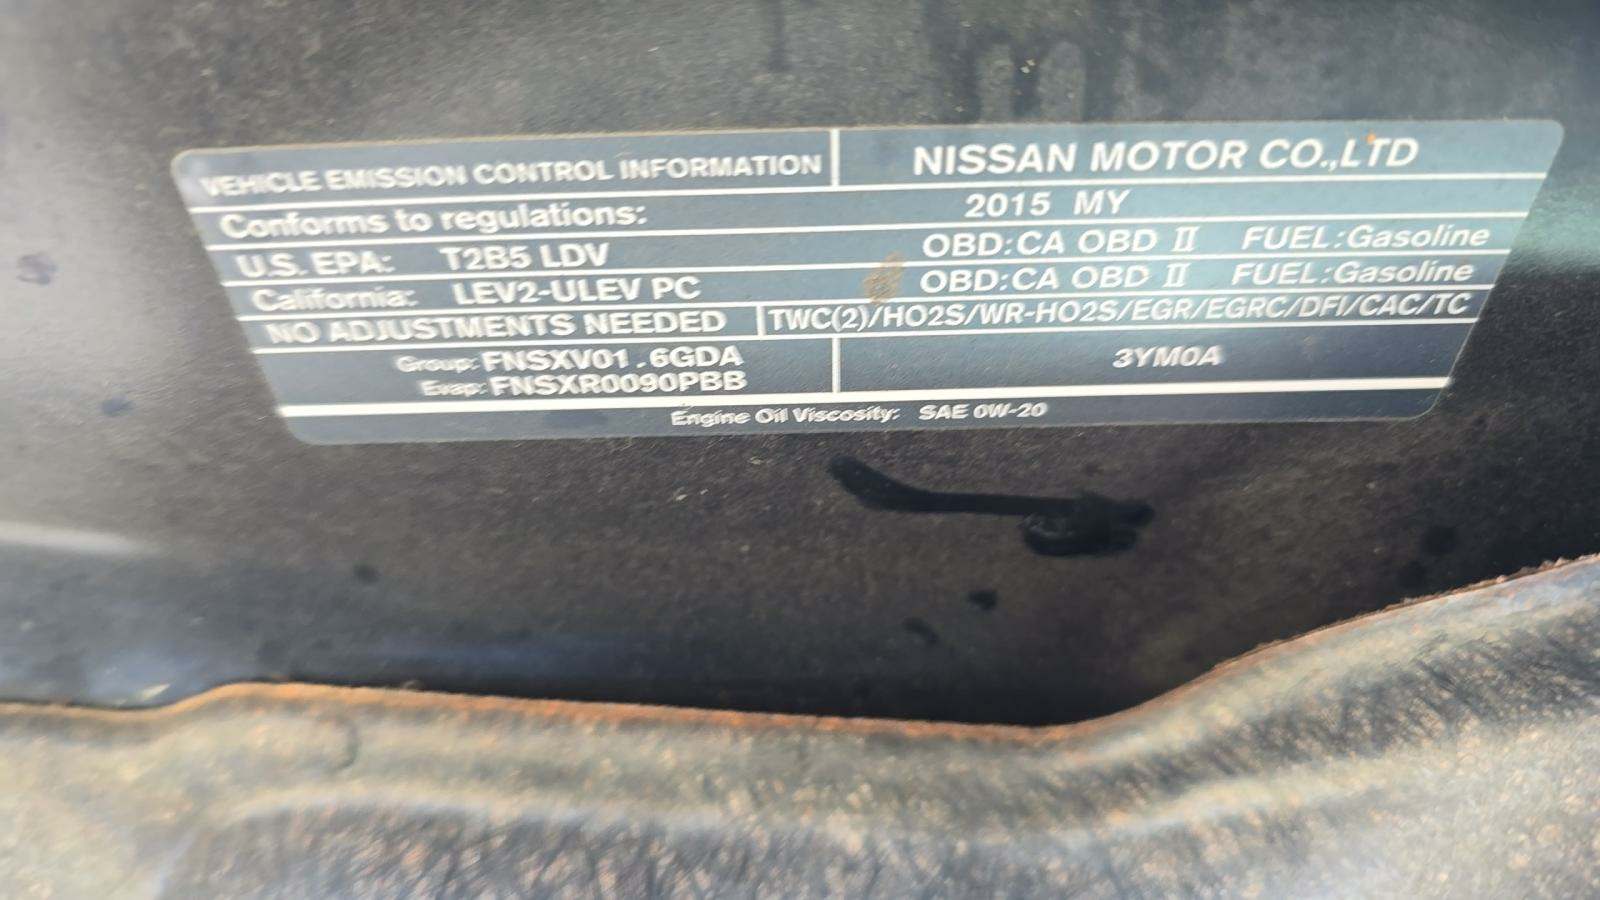 VEHICLE EMISSION CONTROL INFORMATION NISSAN MOTOR CO.,LTD
Conforms to regulations: 2015 MY
U.S. EPA: T2B5 LDV OBD:CA OBD II FUEL:Gasoline
California: LEV2-ULEV PC OBD:CA OBD II FUEL:Gasoline
NO ADJUSTMENTS NEEDED TWC(2)/HO2S/WR-HO2S/EGR/EGRC/DFI/CAC/TC
Group: FNSXV01.6GDA 3YM0A
Evap: FNSXR0090PBB
Engine Oil Viscosity: SAE 0W-20